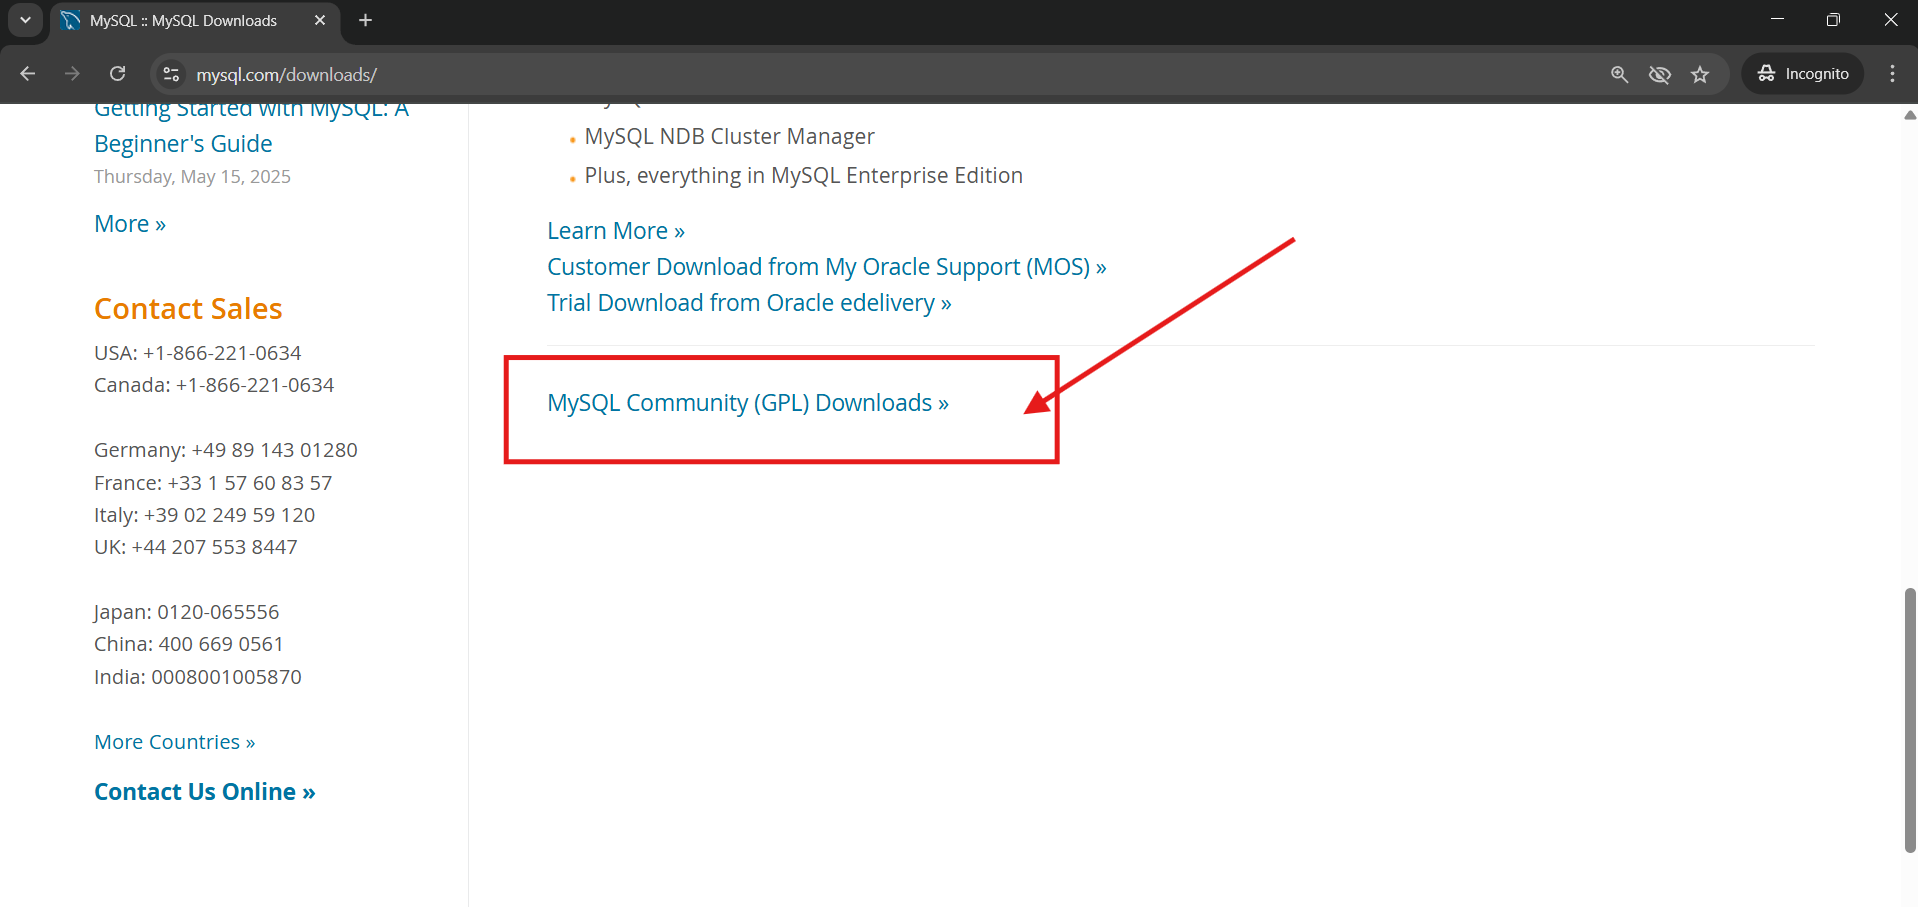 MySQL :: MySQL Downloads
mysql.com/downloads/
Incognito
Getting Started with MySQL: A
Beginner's Guide
Thursday, May 15, 2025
More »
Contact Sales
USA: +1-866-221-0634
Canada: +1-866-221-0634
Germany: +49 89 143 01280
France: +33 1 57 60 83 57
Italy: +39 02 249 59 120
UK: +44 207 553 8447
Japan: 0120-065556
China: 400 669 0561
India: 0008001005870
More Countries »
Contact Us Online »
MySQL NDB Cluster Manager
Plus, everything in MySQL Enterprise Edition
Learn More »
Customer Download from My Oracle Support (MOS) »
Trial Download from Oracle edelivery »
MySQL Community (GPL) Downloads »